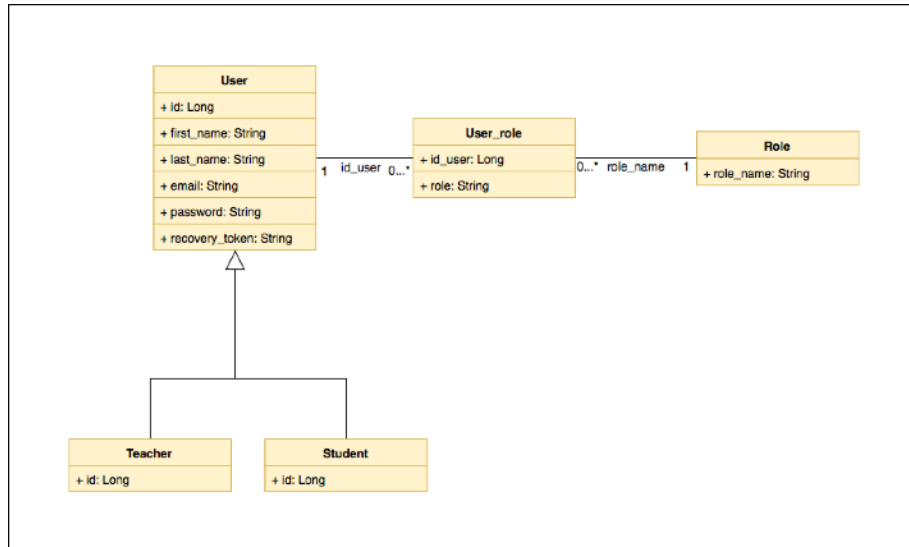 User
+ id: Long
+ first_name: String
+ last_name: String
+ email: String
+ password: String
+ recovery_token: String
1 id_user 0...*
User_role
+ id_user: Long
+ role: String
0...* role_name 1
Role
+ role_name: String
Teacher
+ id: Long
Student
+ id: Long